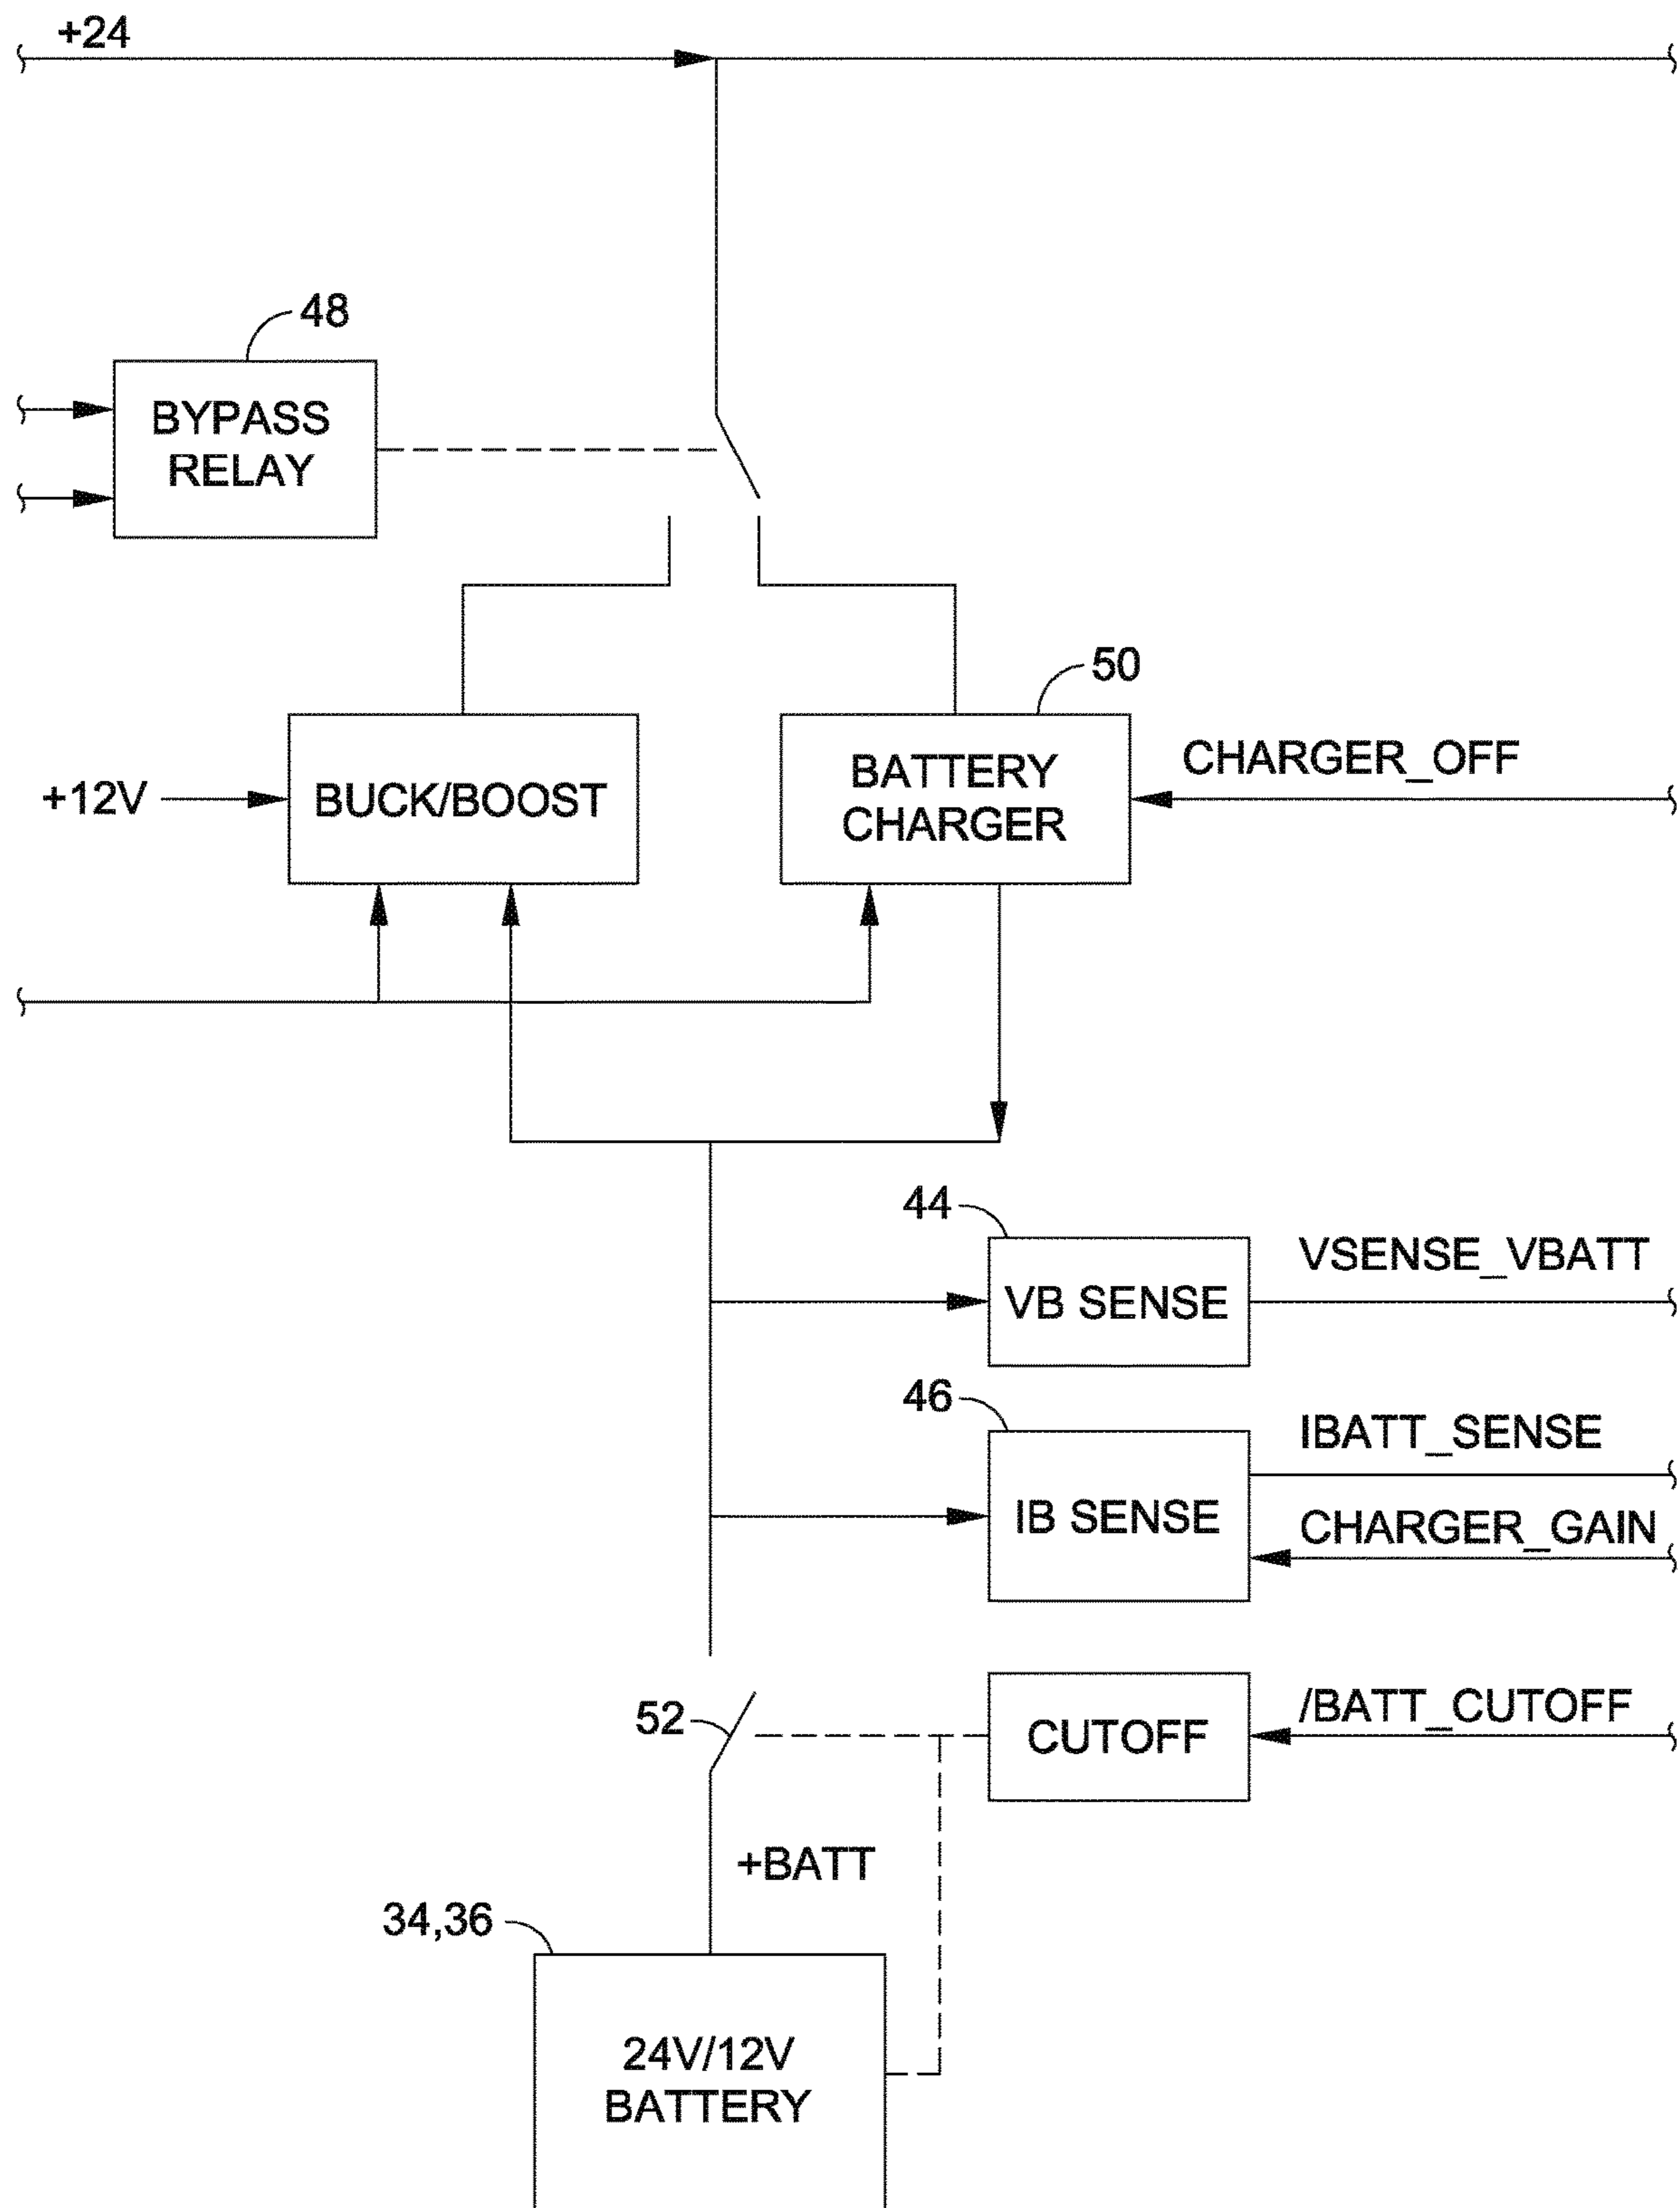 +24
48
BYPASS
RELAY
50
+12V
BUCK/BOOST
BATTERY
CHARGER
CHARGER_OFF
44
VB SENSE
VSENSE_VBATT
46
IB SENSE
IBATT_SENSE
CHARGER_GAIN
52
CUTOFF
/BATT_CUTOFF
+BATT
34,36
24V/12V
BATTERY